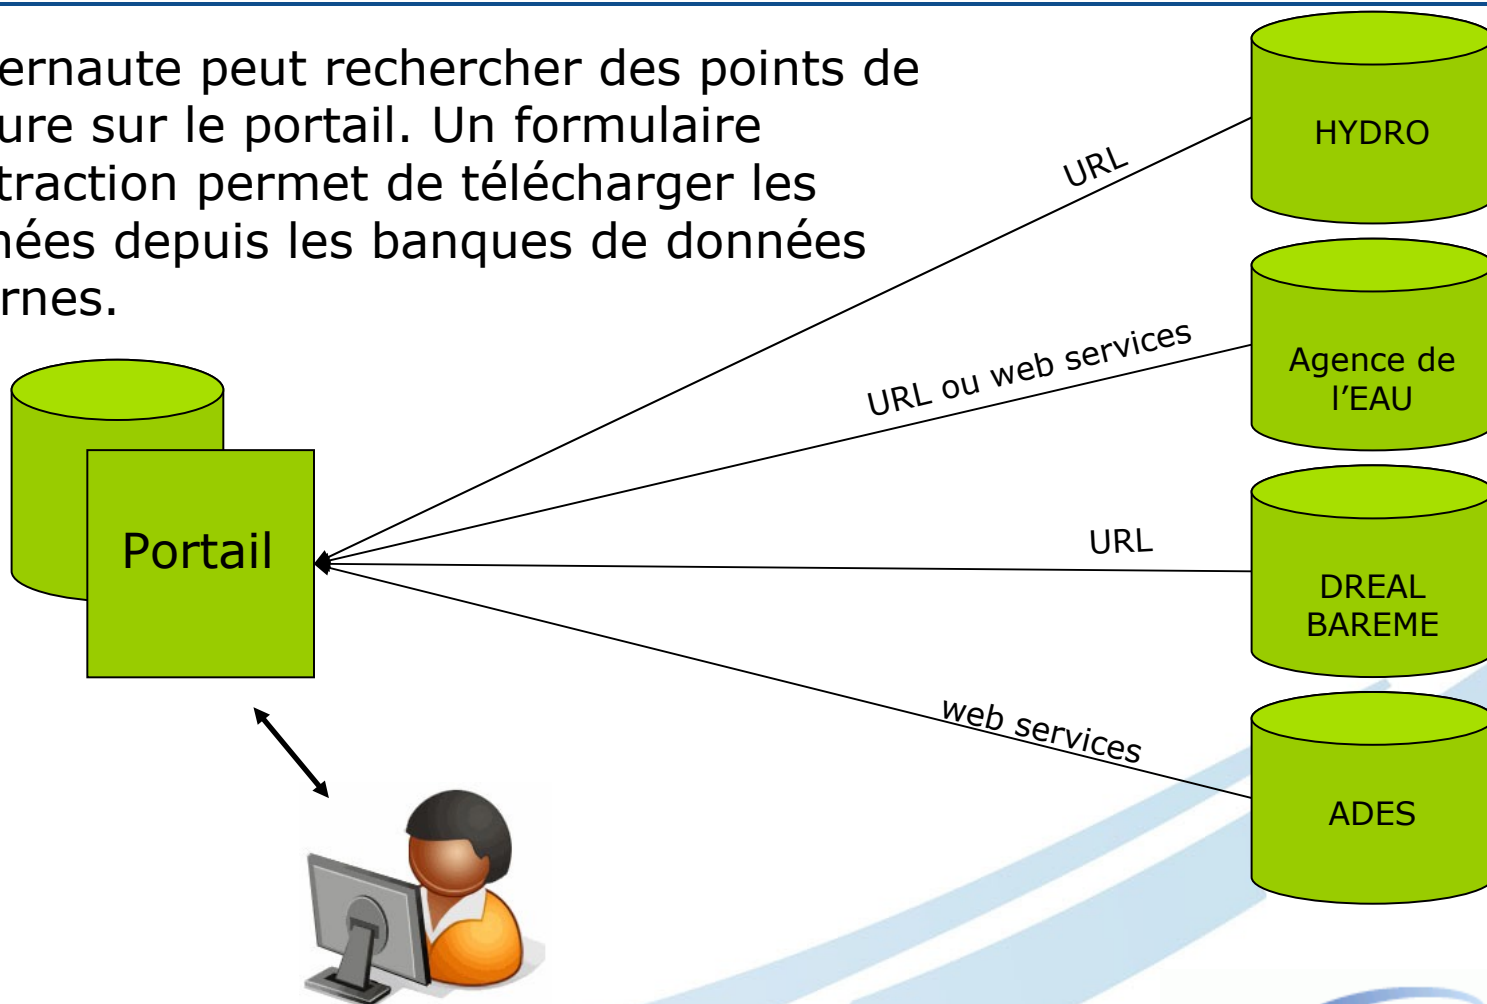 ernaute peut rechercher des points de
ure sur le portail. Un formulaire
traction permet de télécharger les
nées depuis les banques de données
rnes.
HYDRO
URL
URL ou web services
Agence de
l’EAU
Portail
URL
DREAL
BAREME
web services
ADES